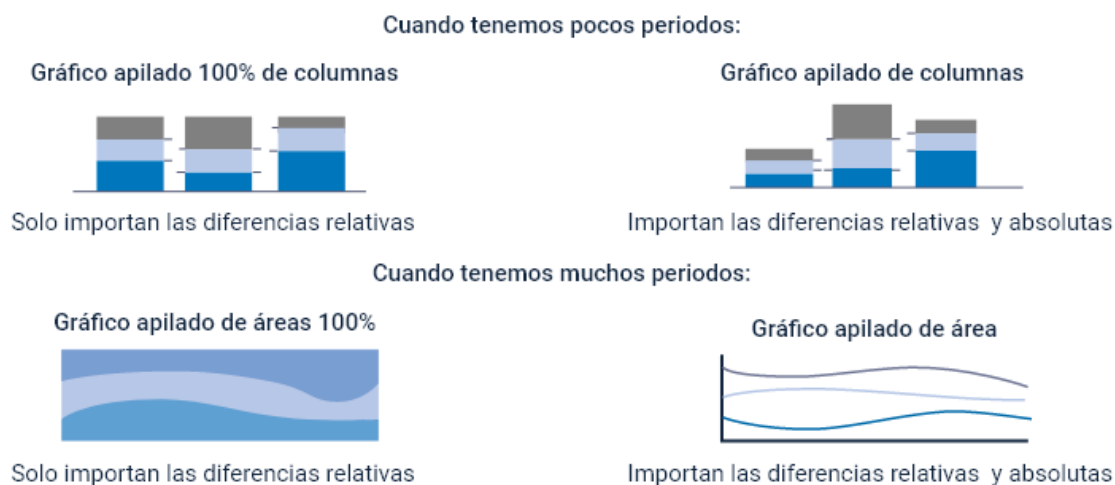 Cuando tenemos pocos periodos:
Gráfico apilado 100% de columnas
Gráfico apilado de columnas
Solo importan las diferencias relativas
Importan las diferencias relativas y absolutas
Cuando tenemos muchos periodos:
Gráfico apilado de áreas 100%
Gráfico apilado de área
Solo importan las diferencias relativas
Importan las diferencias relativas y absolutas